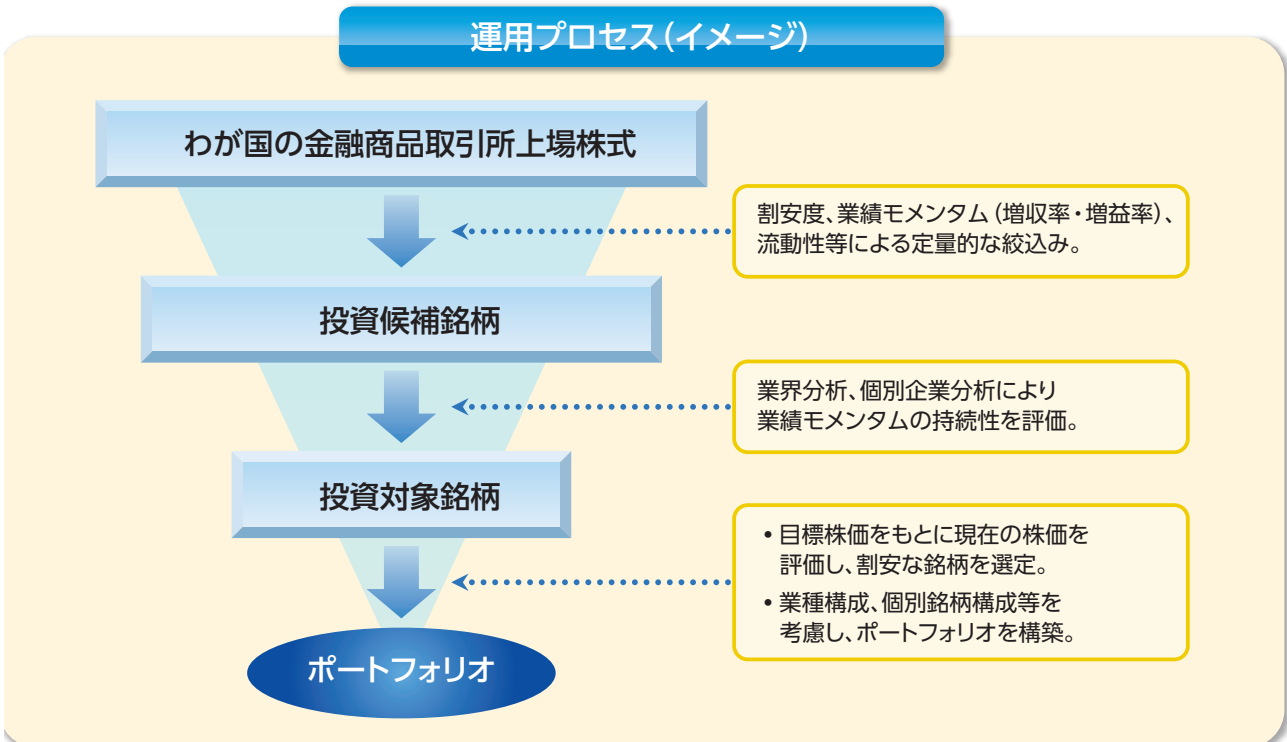 運用プロセス(イメージ)
わが国の金融商品取引所上場株式
割安度、業績モメンタム(増収率・増益率)、
流動性等による定量的な絞込み。
投資候補銘柄
業界分析、個別企業分析により
業績モメンタムの持続性を評価。
投資対象銘柄
• 目標株価をもとに現在の株価を
評価し、割安な銘柄を選定。
• 業種構成、個別銘柄構成等を
考慮し、ポートフォリオを構築。
ポートフォリオ